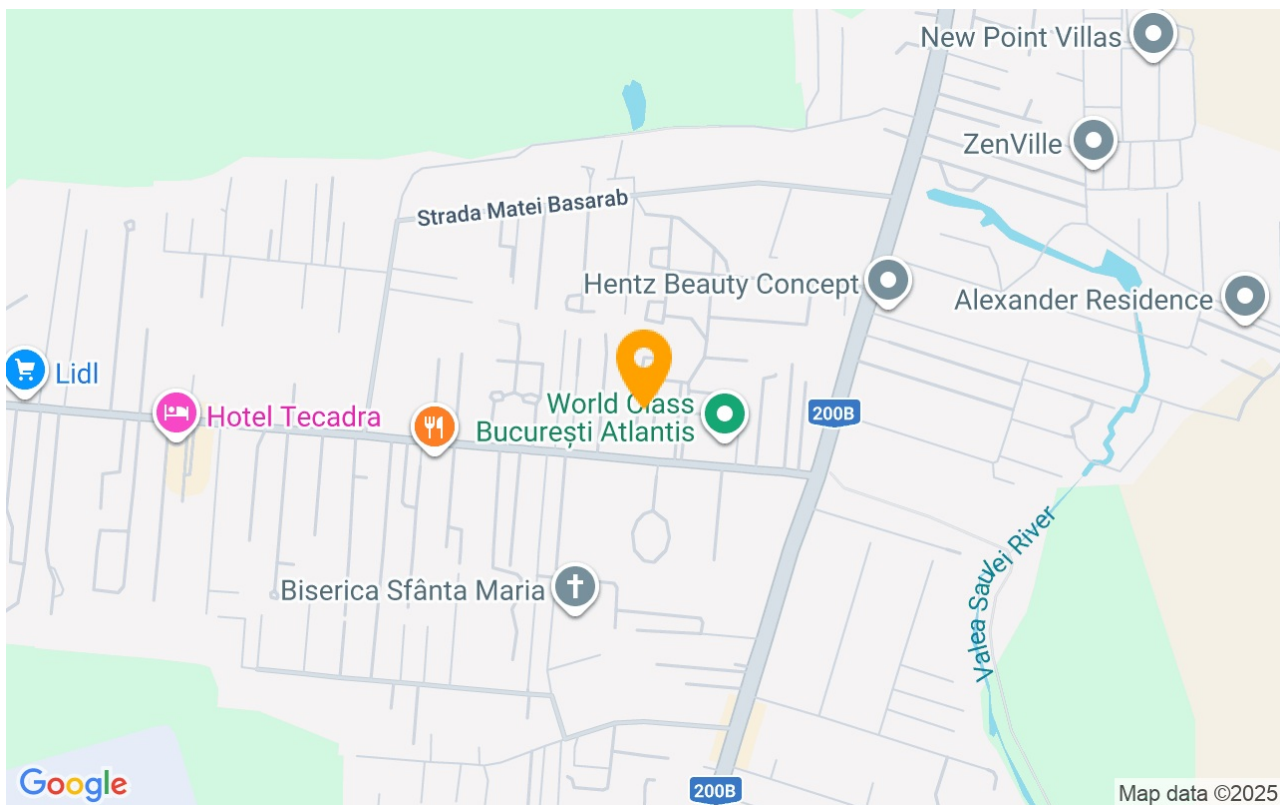 New Point Villas
ZenVille
Strada Matei Basarab
Hentz Beauty Concept
Alexander Residence
Lidl
Hotel Tecadra
World Class
București Atlantis
200B
Valea Saulei River
Biserica Sfânta Maria
200B
Google
Map data ©2025